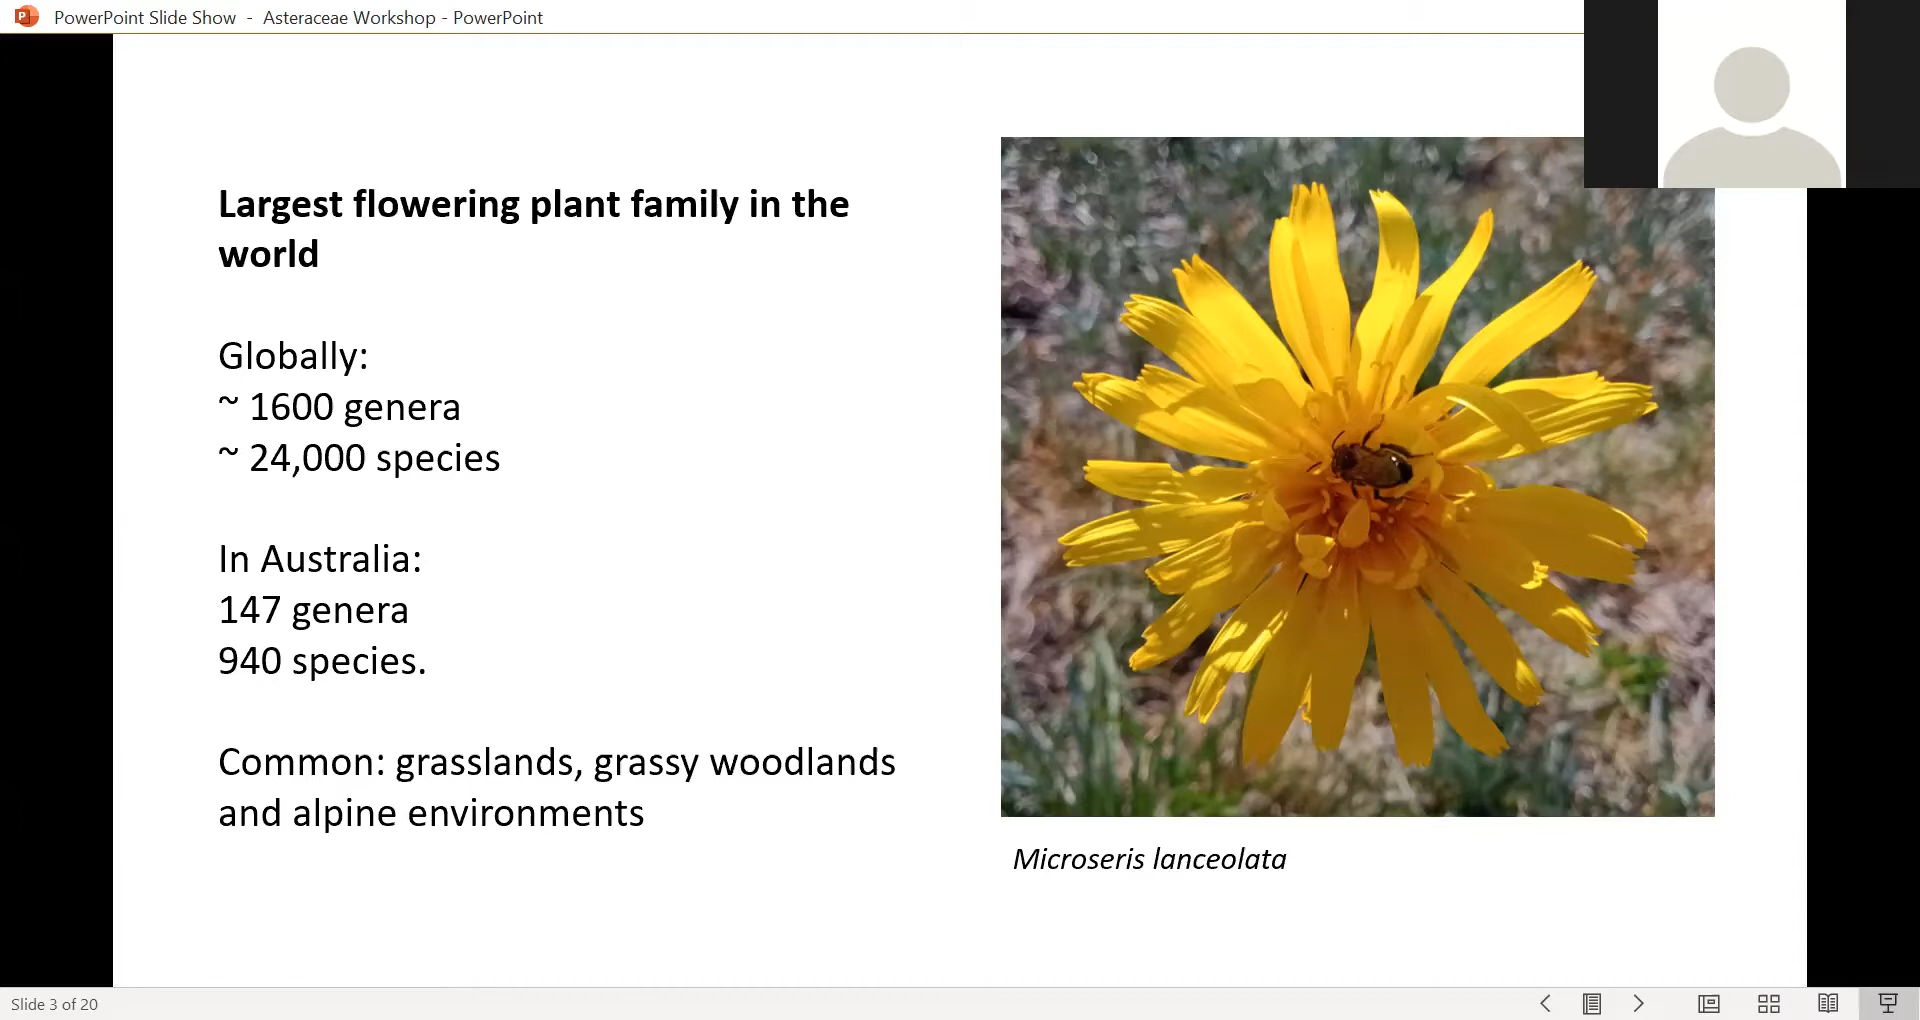 PowerPoint Slide Show - Asteraceae Workshop - PowerPoint
Largest flowering plant family in the
world
Globally:
~ 1600 genera
~ 24,000 species
In Australia:
147 genera
940 species.
Common: grasslands, grassy woodlands
and alpine environments
Microseris lanceolata
Slide 3 of 20